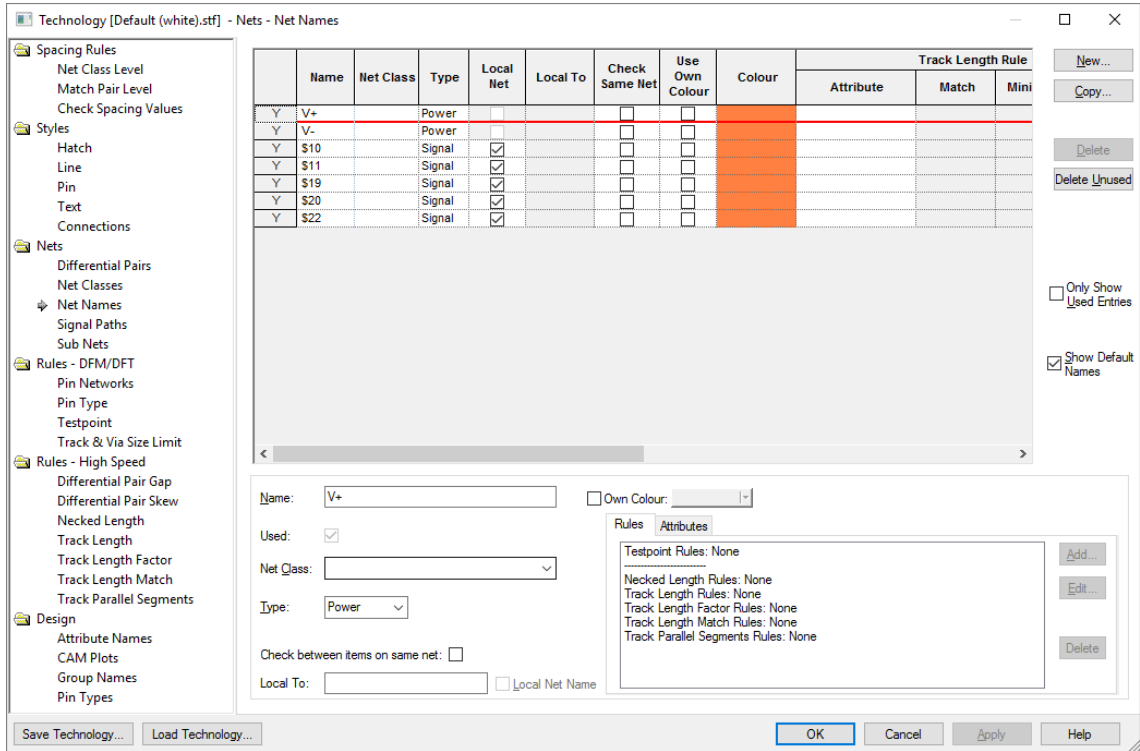 Technology [Default (white).stf] - Nets - Net Names
Spacing Rules
Net Class Level
Match Pair Level
Check Spacing Values
Styles
Hatch
Line
Pin
Text
Connections
Nets
Differential Pairs
Net Classes
Net Names
Signal Paths
Sub Nets
Rules - DFM/DFT
Pin Networks
Pin Type
Testpoint
Track & Via Size Limit
Rules - High Speed
Differential Pair Gap
Differential Pair Skew
Necked Length
Track Length
Track Length Factor
Track Length Match
Track Parallel Segments
Design
Attribute Names
CAM Plots
Group Names
Pin Types
Name Net Class Type Local Net Local To Check Same Net Use Own Colour Colour Track Length Rule
Attribute Match Mini
Y V+ Power
Y V- Power
Y $10 Signal
Y $11 Signal
Y $19 Signal
Y $20 Signal
Y $22 Signal
New...
Copy...
Delete
Delete Unused
Only Show
Used Entries
Show Default
Names
Name: V+
Used:
Net Class:
Type: Power
Check between items on same net:
Local To:
Local Net Name
Own Colour:
Rules Attributes
Testpoint Rules: None
--------------------------
Necked Length Rules: None
Track Length Rules: None
Track Length Factor Rules: None
Track Length Match Rules: None
Track Parallel Segments Rules: None
Add...
Edit...
Delete
Save Technology... Load Technology... OK Cancel Apply Help